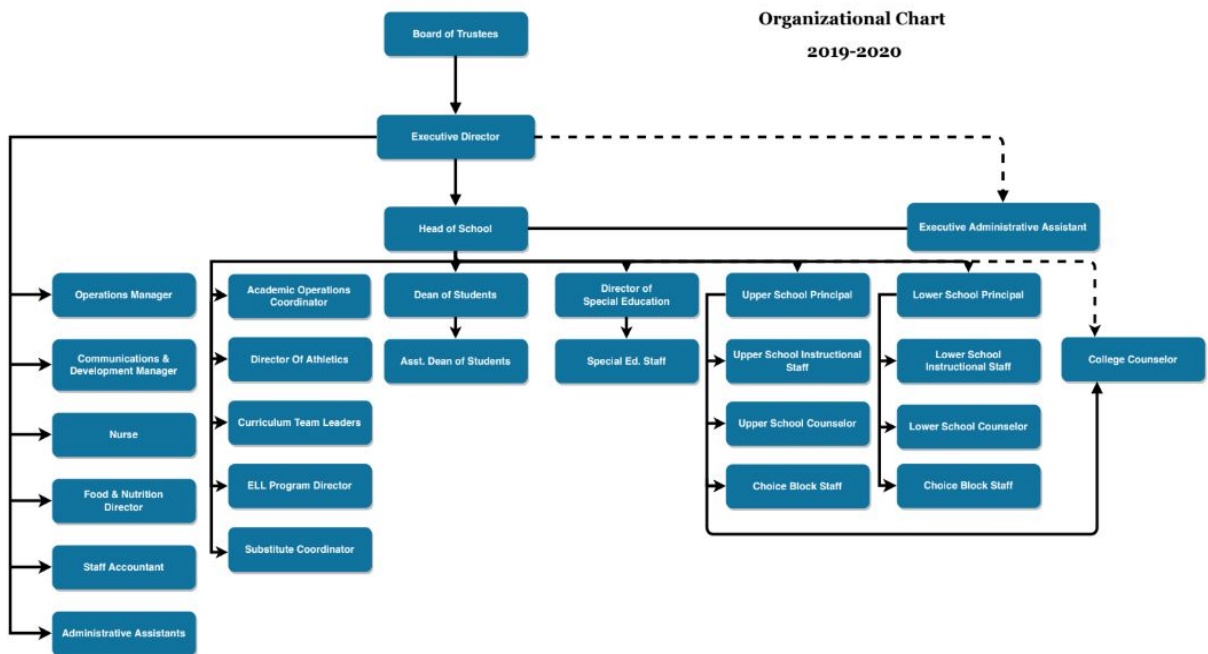 Organizational Chart
2019-2020
Board of Trustees
Executive Director
Head of School
Executive Administrative Assistant
Operations Manager
Communications &
Development Manager
Nurse
Food & Nutrition
Director
Staff Accountant
Administrative Assistants
Academic Operations
Coordinator
Director Of Athletics
Curriculum Team Leaders
ELL Program Director
Substitute Coordinator
Dean of Students
Asst. Dean of Students
Director of
Special Education
Special Ed. Staff
Upper School Principal
Upper School Instructional
Staff
Upper School Counselor
Choice Block Staff
Lower School Principal
Lower School
Instructional Staff
Lower School Counselor
Choice Block Staff
College Counselor